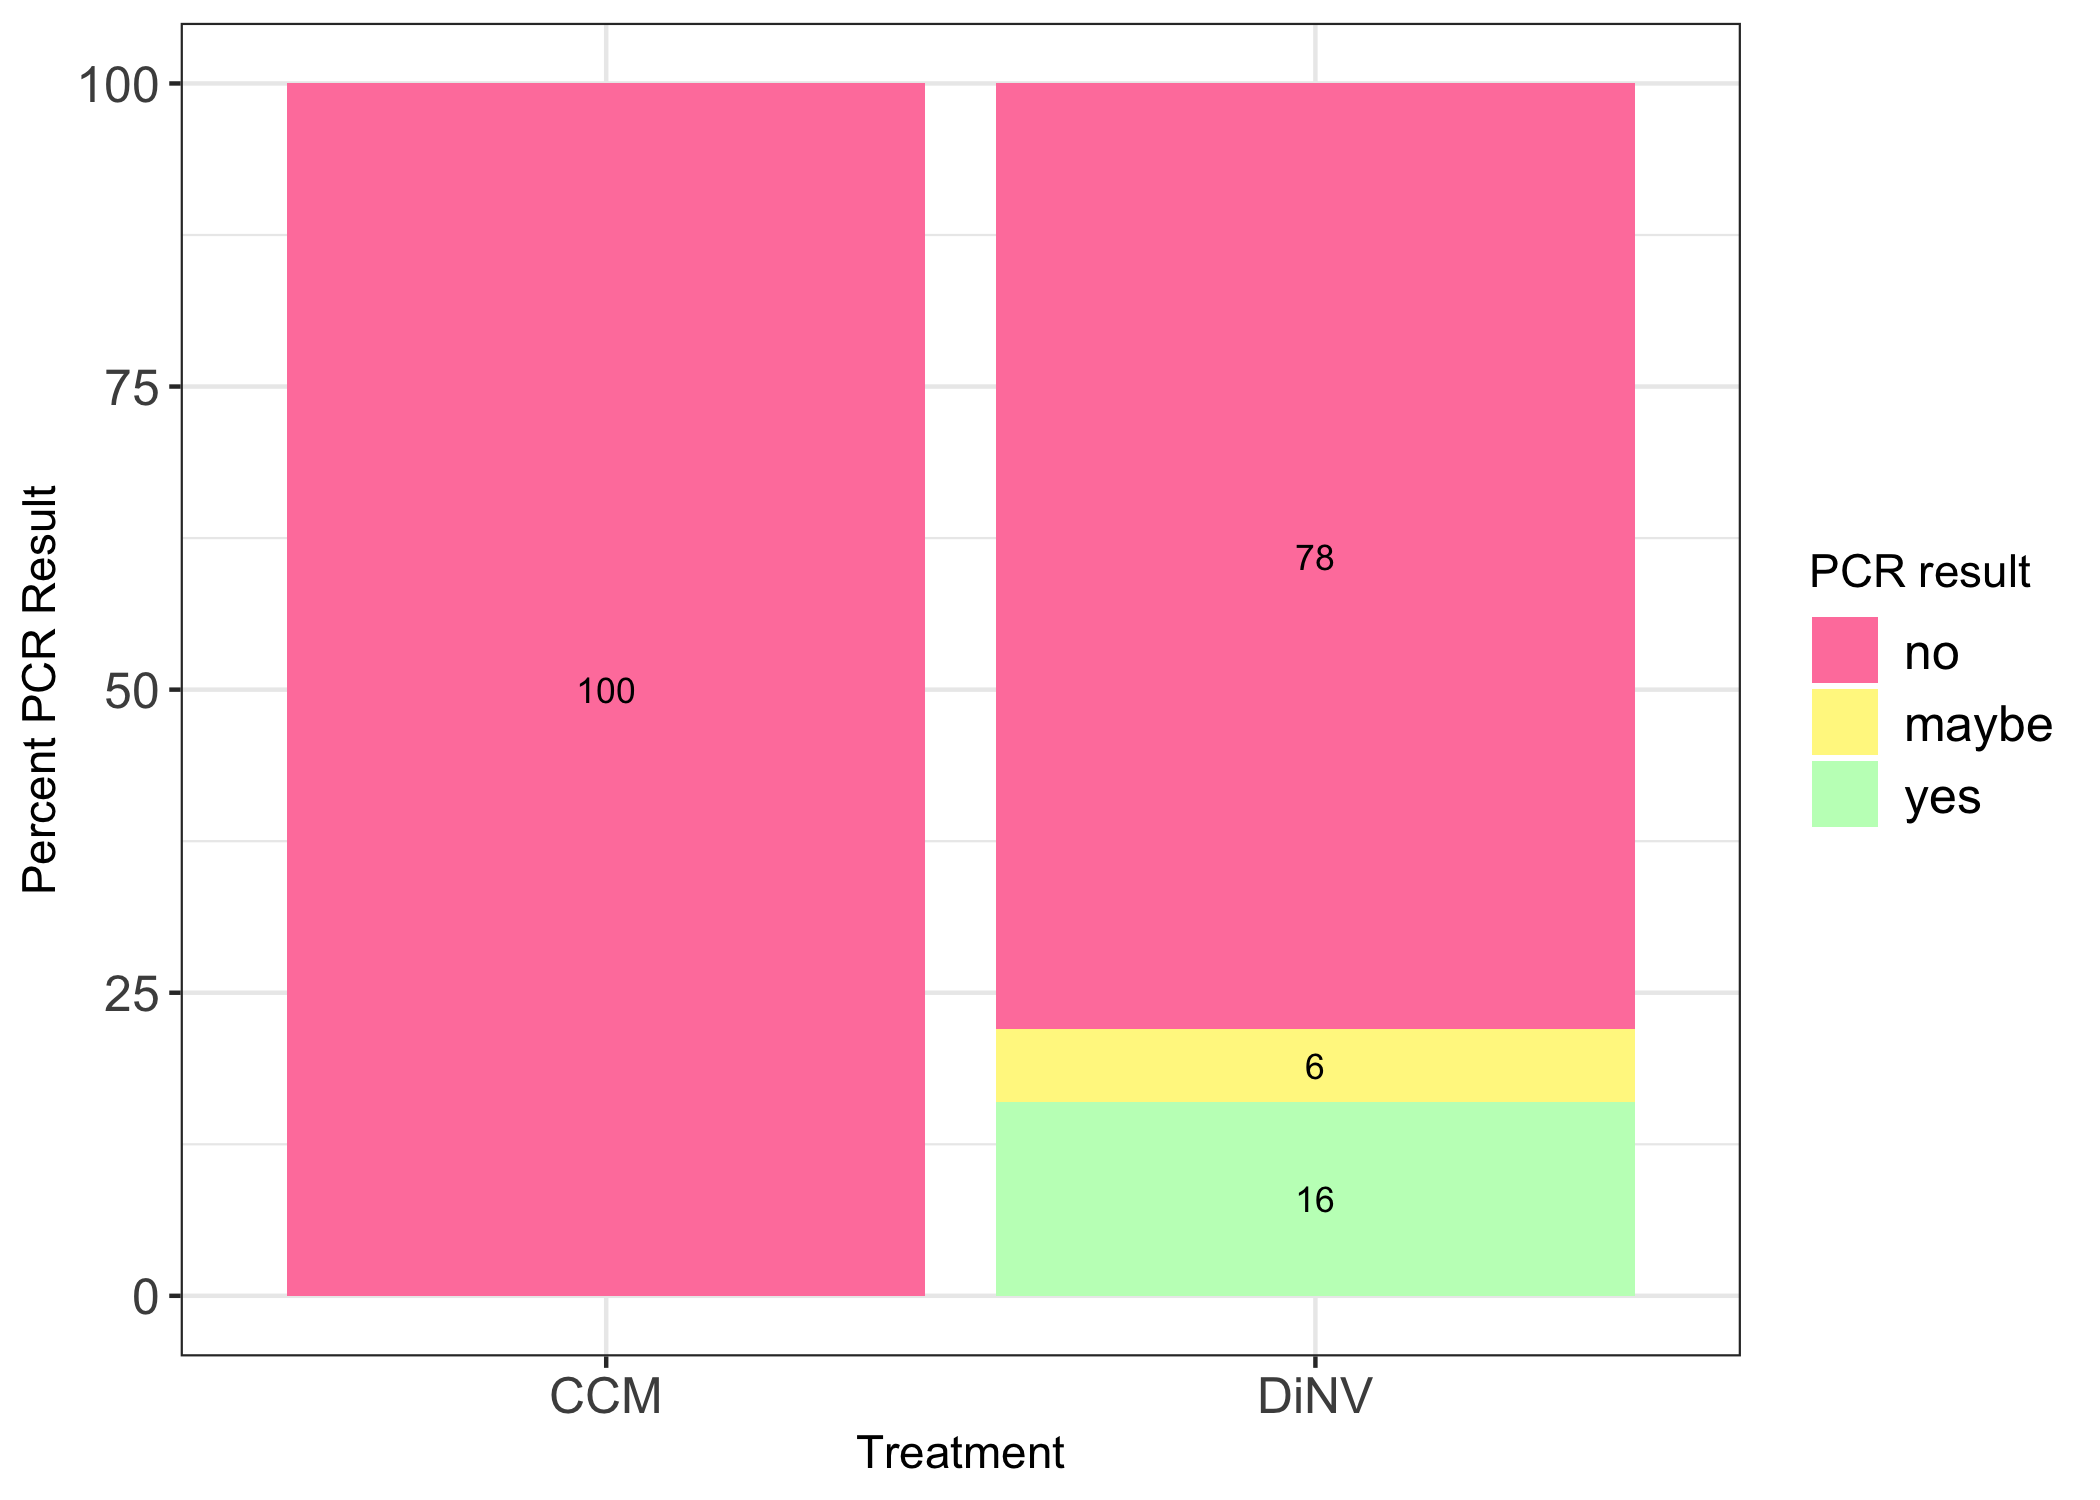 Percent PCR Result
100
75
50
25
0
100
78
6
16
CCM
DiNV
Treatment
PCR result
no
maybe
yes